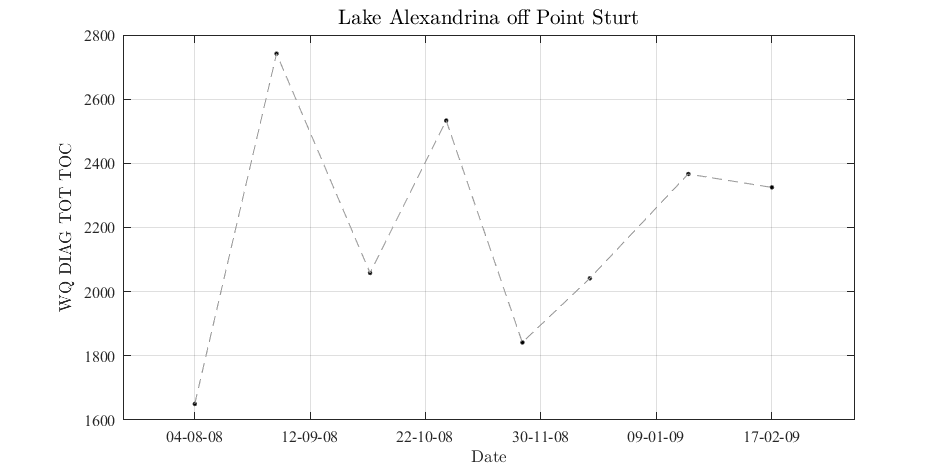 Lake Alexandrina off Point Sturt
2800
2600
2400
2200
2000
1800
1600
WQ DIAG TOT TOC
04-08-08 12-09-08 22-10-08 30-11-08 09-01-09 17-02-09
Date